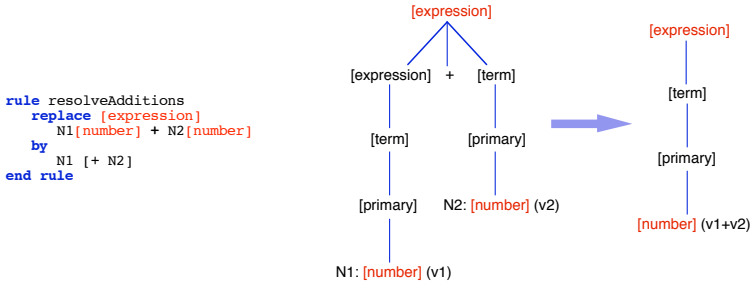 rule resolveAdditions
replace [expression]
N1[number] + N2[number]
by
N1 [+ N2]
end rule
[expression]
[expression] + [term]
[term] [primary]
[primary] N2: [number] (v2)
N1: [number] (v1)
[expression]
[term]
[primary]
[number] (v1+v2)